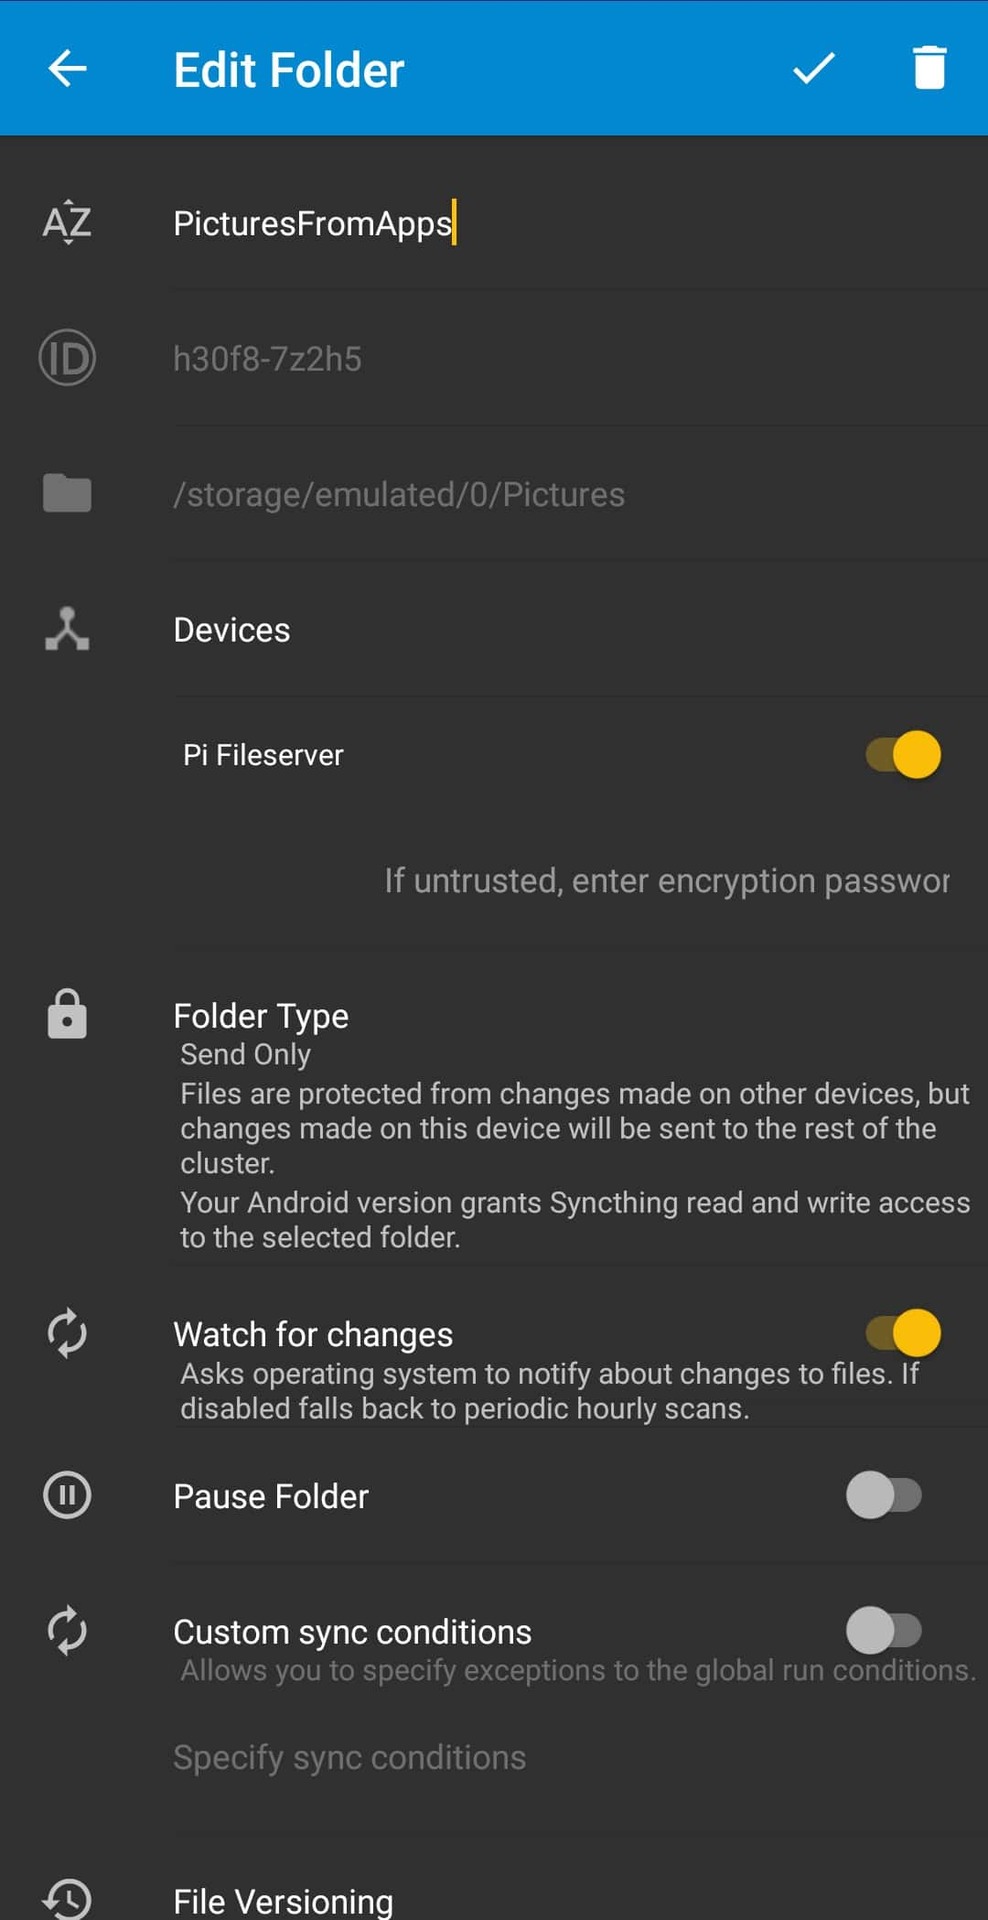 Edit Folder
AZ
PicturesFromApps
ID
h30f8-7z2h5
/storage/emulated/0/Pictures
Devices
Pi Fileserver
If untrusted, enter encryption passwor
Folder Type
Send Only
Files are protected from changes made on other devices, but
changes made on this device will be sent to the rest of the
cluster.
Your Android version grants Syncthing read and write access
to the selected folder.
Watch for changes
Asks operating system to notify about changes to files. If
disabled falls back to periodic hourly scans.
Pause Folder
Custom sync conditions
Allows you to specify exceptions to the global run conditions.
Specify sync conditions
File Versioning